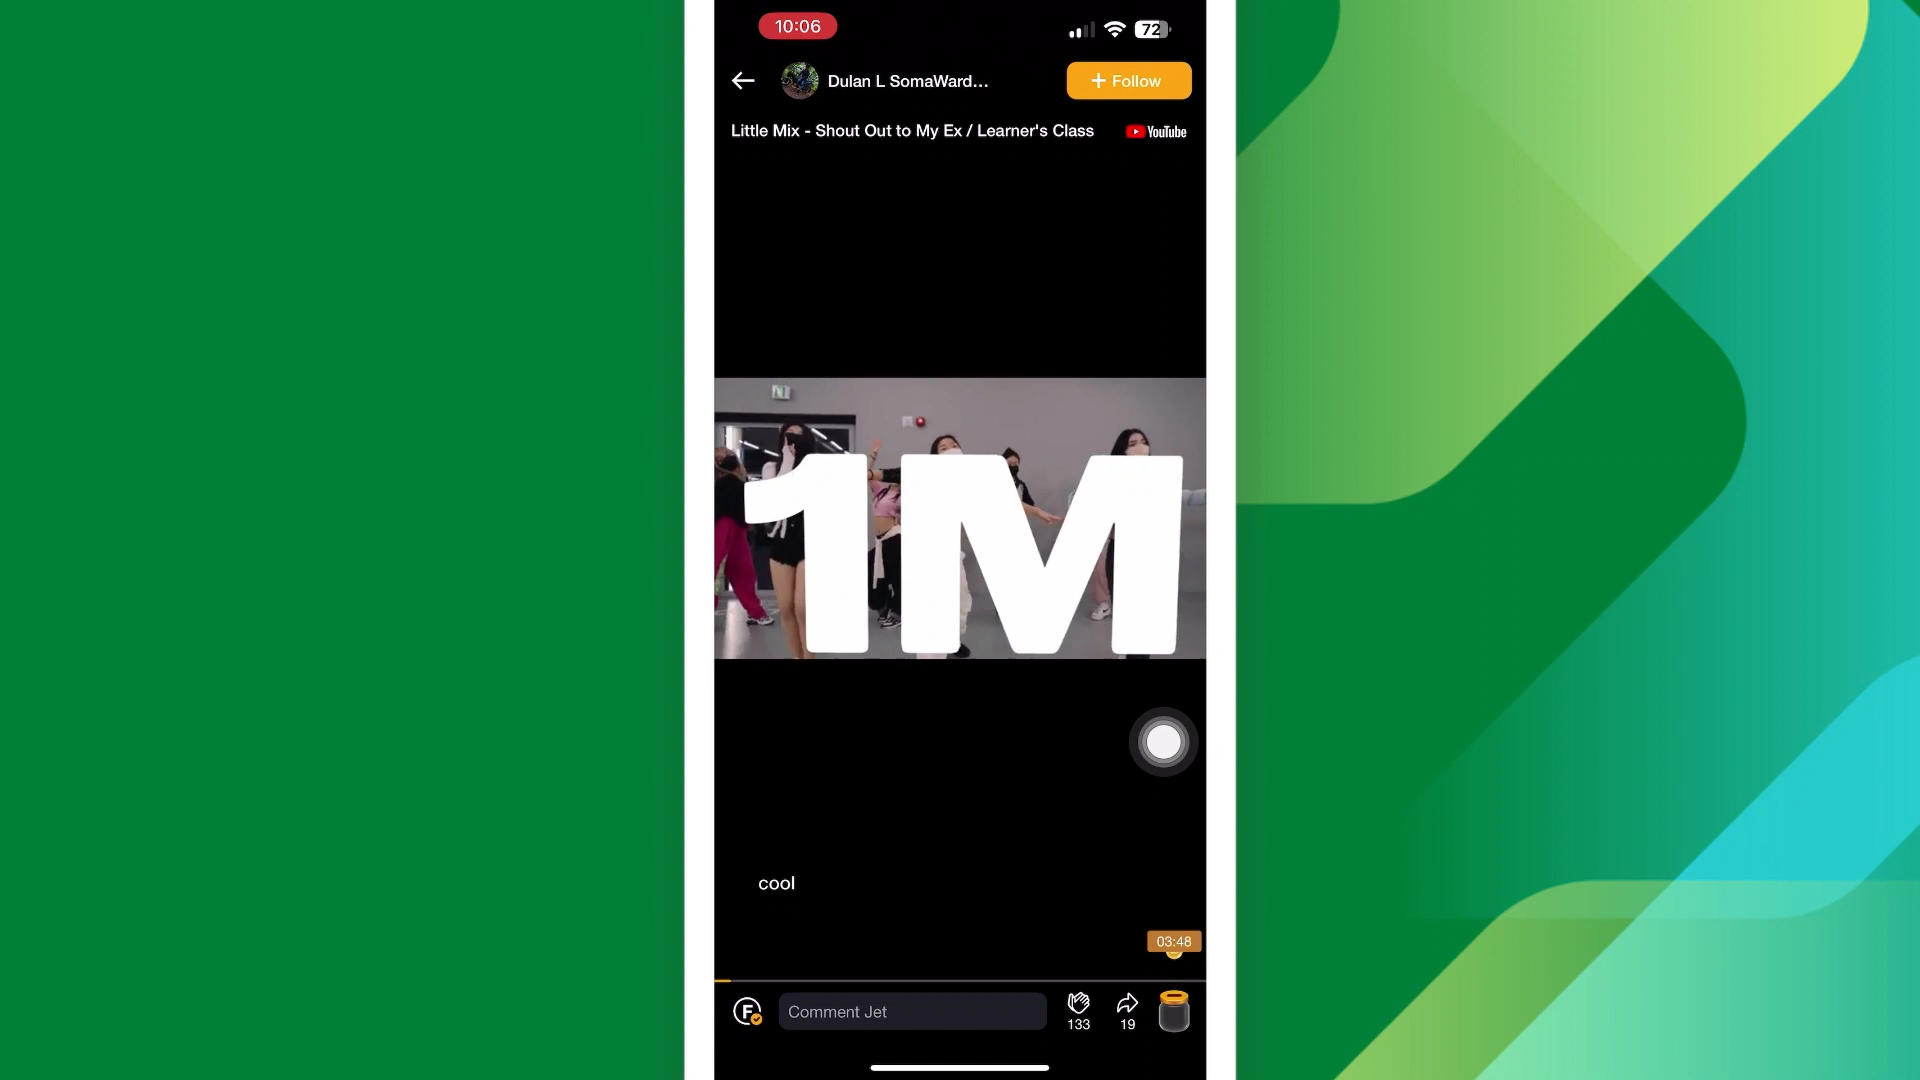 10:06
72
Dulan L SomaWard...
+ Follow
Little Mix - Shout Out to My Ex / Learner's Class
YouTube
1M
cool
03:48
F
Comment Jet
133
19